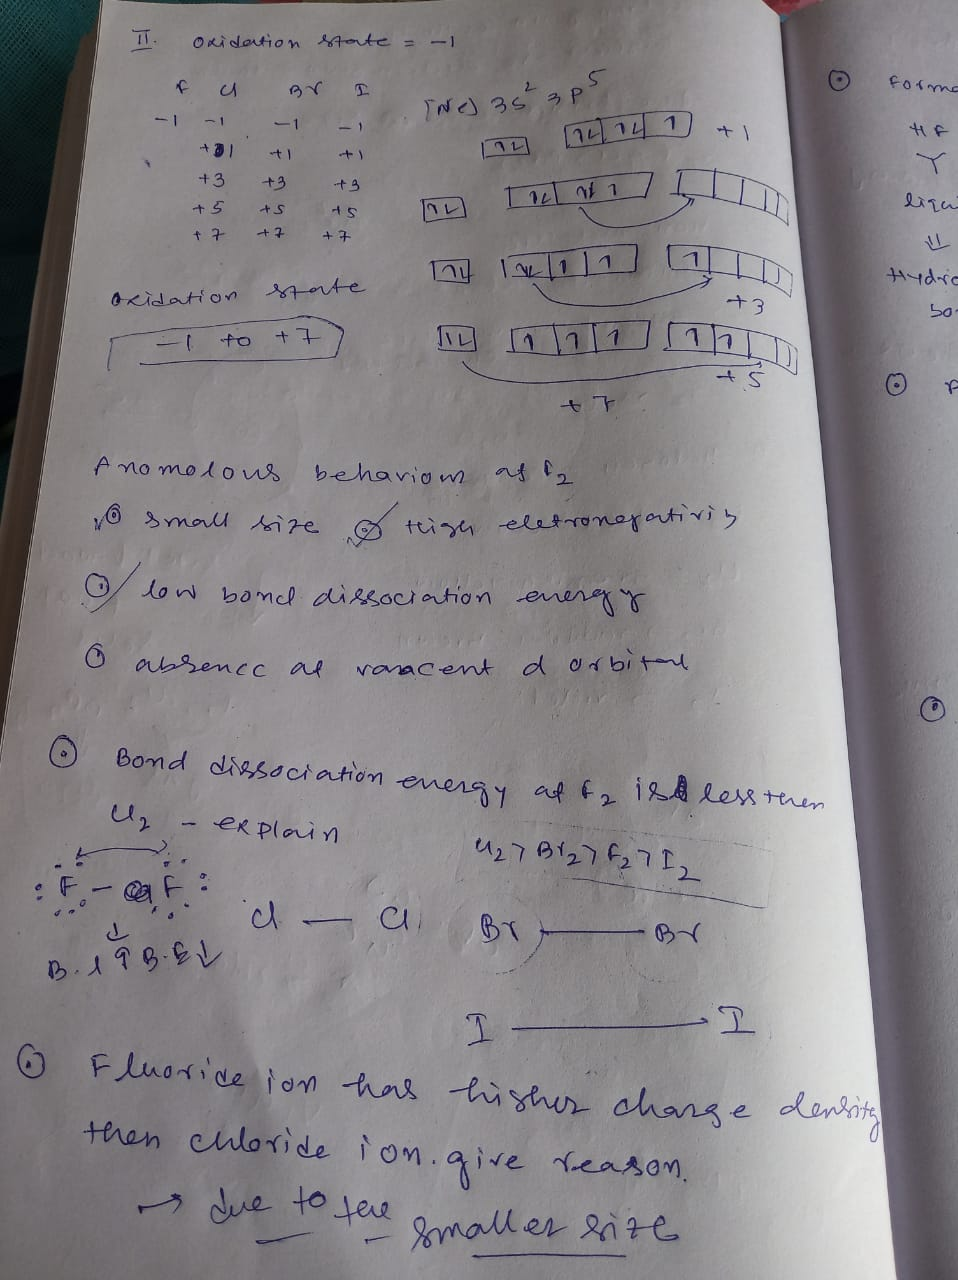 II. Oxidation state = -1
F Cl Br I
-1 -1 -1 -1
+1 +1 +1
+3 +3 +3
+5 +5 +5
+7 +7 +7
[Ne] 3s² 3p⁵
+1
+3
+5
+7
Oxidation state
-1 to +7
Anomolous behaviour of F₂
small size High eletronegativity
low bond dissociation energy
absence of vacent d orbital
Bond dissociation energy of F₂ is less then
Cl₂ - explain
Cl₂ > Br₂ > F₂ > I₂
F - F
B.l ↑ B.E ↓
Cl — Cl
Br — Br
I — I
Fluoride ion has higher charge density
then chloride ion. give reason.
→ due to the smaller size
HF